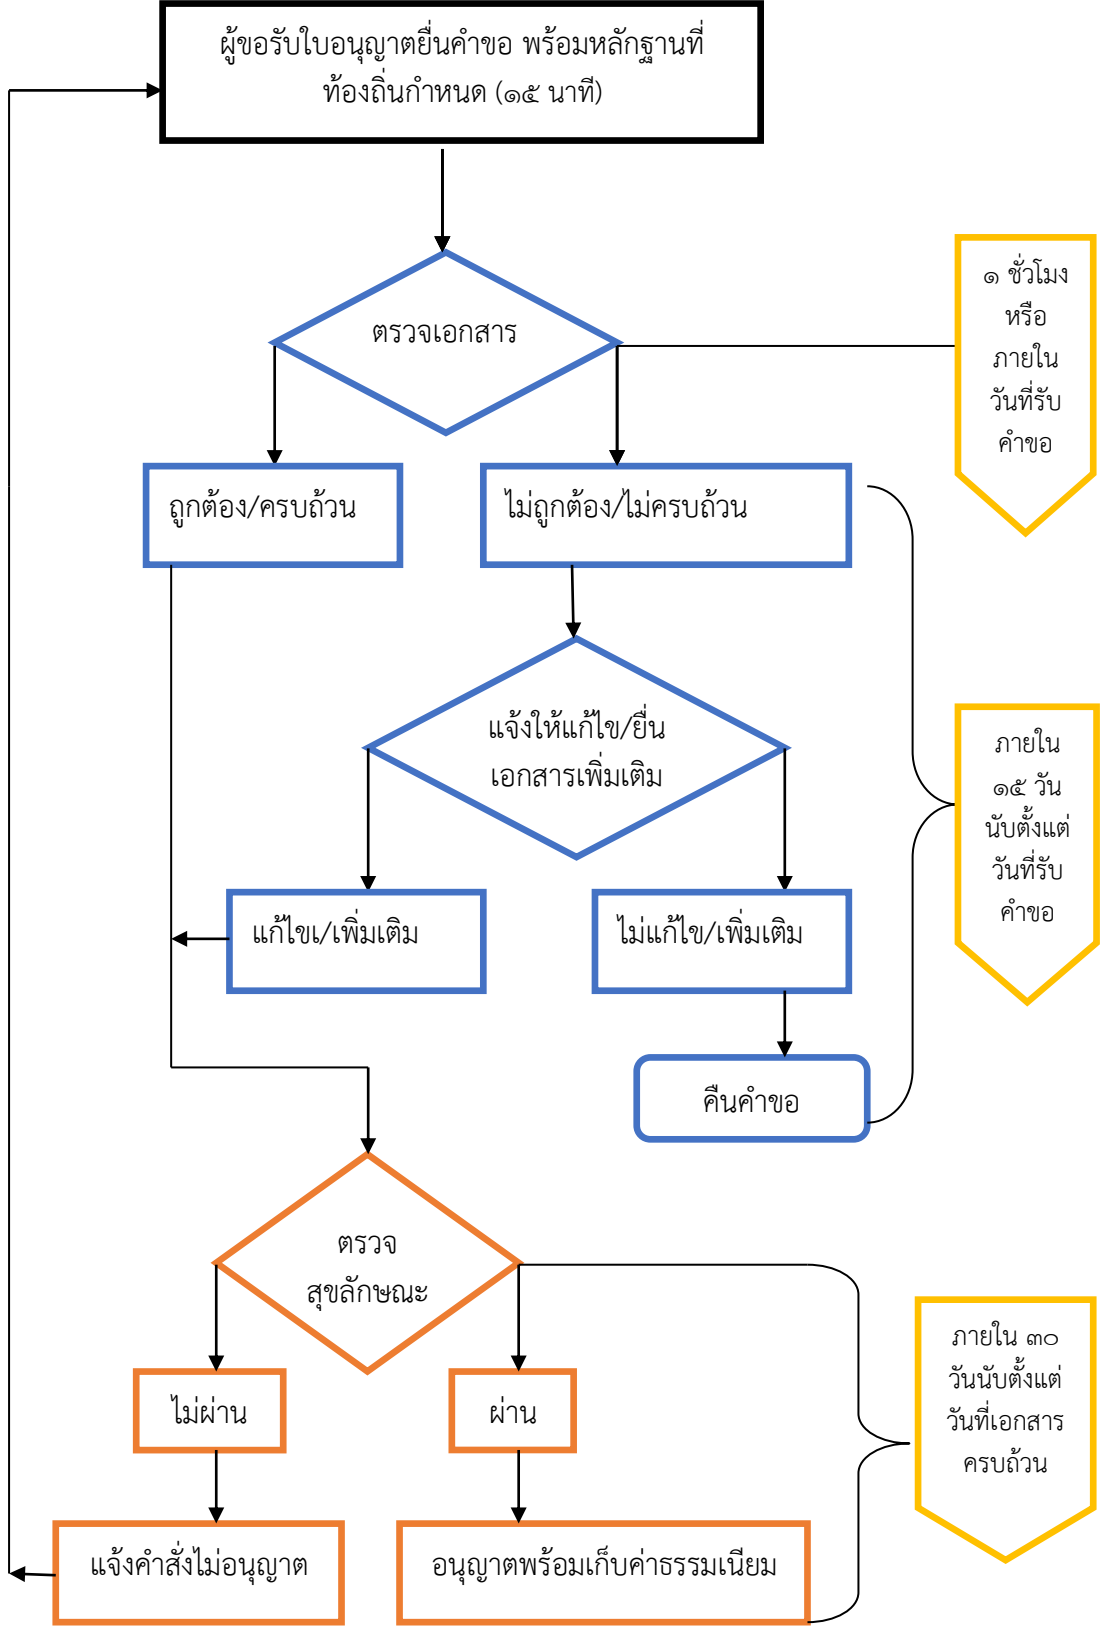 ผู้ขอรับใบอนุญาตยื่นคำขอ พร้อมหลักฐานที่
ท้องถิ่นกำหนด (๑๕ นาที)
ตรวจเอกสาร
๑ ชั่วโมง
หรือ
ภายใน
วันที่รับ
คำขอ
ถูกต้อง/ครบถ้วน
ไม่ถูกต้อง/ไม่ครบถ้วน
แจ้งให้แก้ไข/ยื่น
เอกสารเพิ่มเติม
ภายใน
๑๕ วัน
นับตั้งแต่
วันที่รับ
คำขอ
แก้ไขเ/เพิ่มเติม
ไม่แก้ไข/เพิ่มเติม
คืนคำขอ
ตรวจ
สุขลักษณะ
ภายใน ๓๐
วันนับตั้งแต่
วันที่เอกสาร
ครบถ้วน
ไม่ผ่าน
ผ่าน
แจ้งคำสั่งไม่อนุญาต
อนุญาตพร้อมเก็บค่าธรรมเนียม